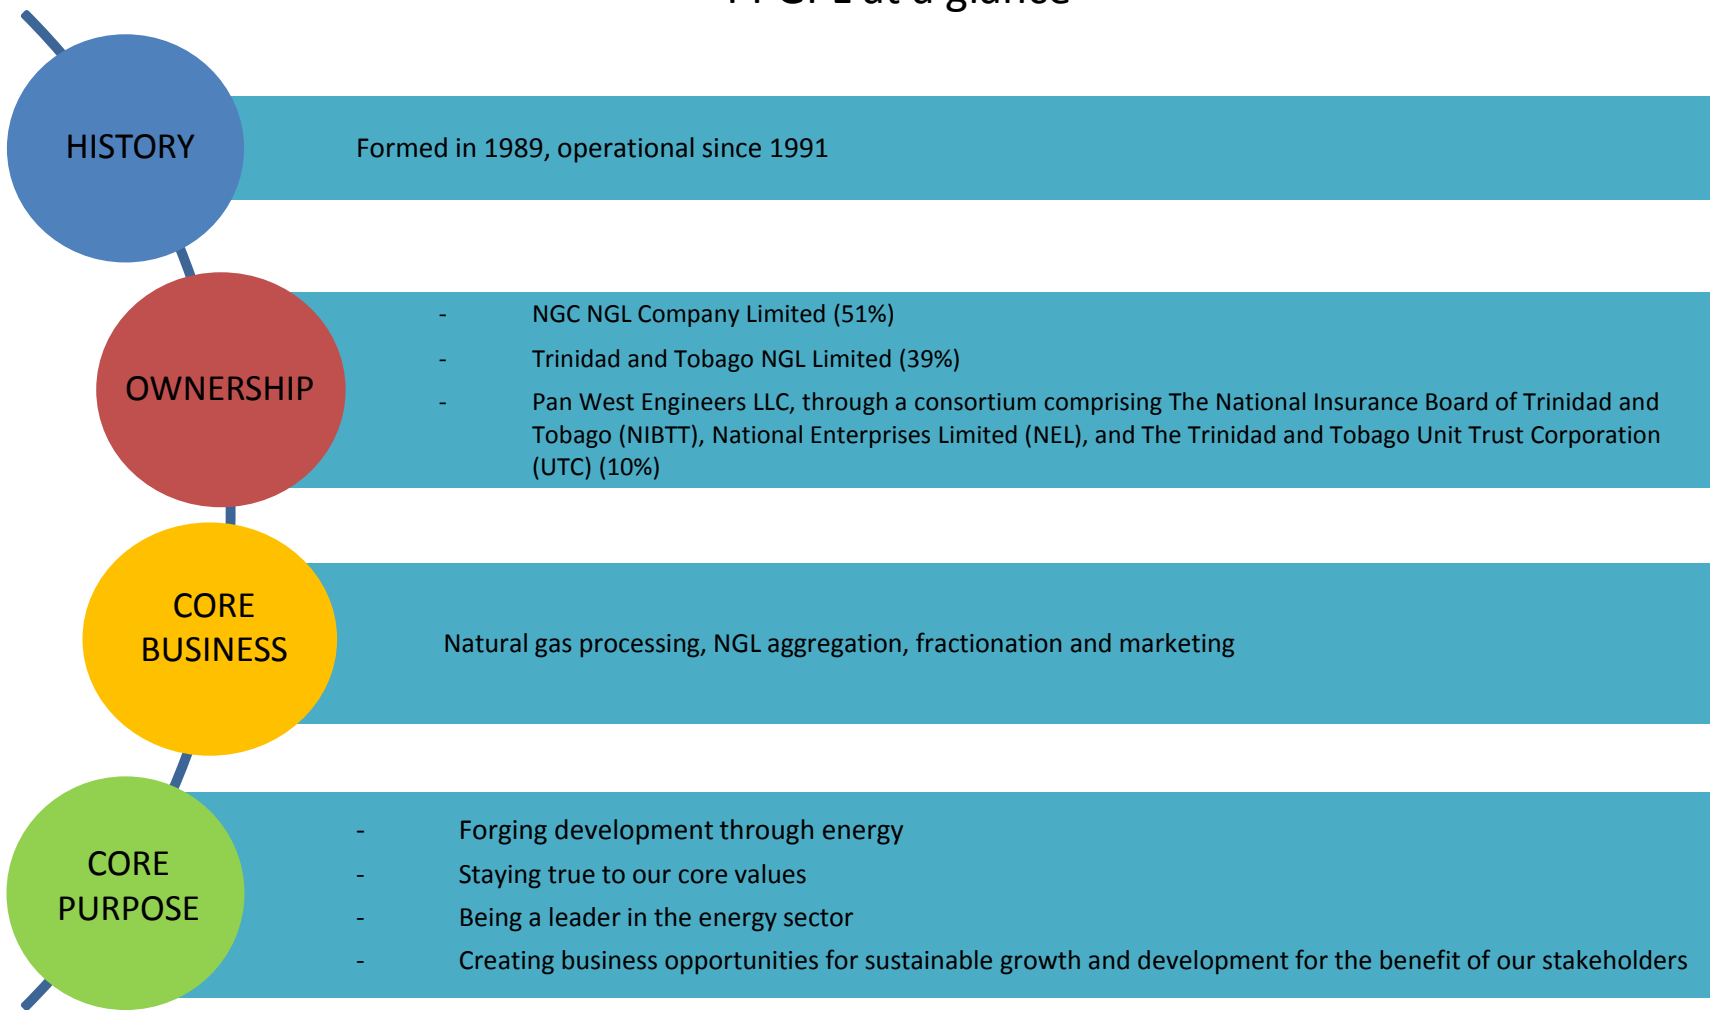 at a glance
HISTORY
Formed in 1989, operational since 1991
OWNERSHIP
- NGC NGL Company Limited (51%)
- Trinidad and Tobago NGL Limited (39%)
- Pan West Engineers LLC, through a consortium comprising The National Insurance Board of Trinidad and
Tobago (NIBTT), National Enterprises Limited (NEL), and The Trinidad and Tobago Unit Trust Corporation
(UTC) (10%)
CORE
BUSINESS
Natural gas processing, NGL aggregation, fractionation and marketing
CORE
PURPOSE
- Forging development through energy
- Staying true to our core values
- Being a leader in the energy sector
- Creating business opportunities for sustainable growth and development for the benefit of our stakeholders